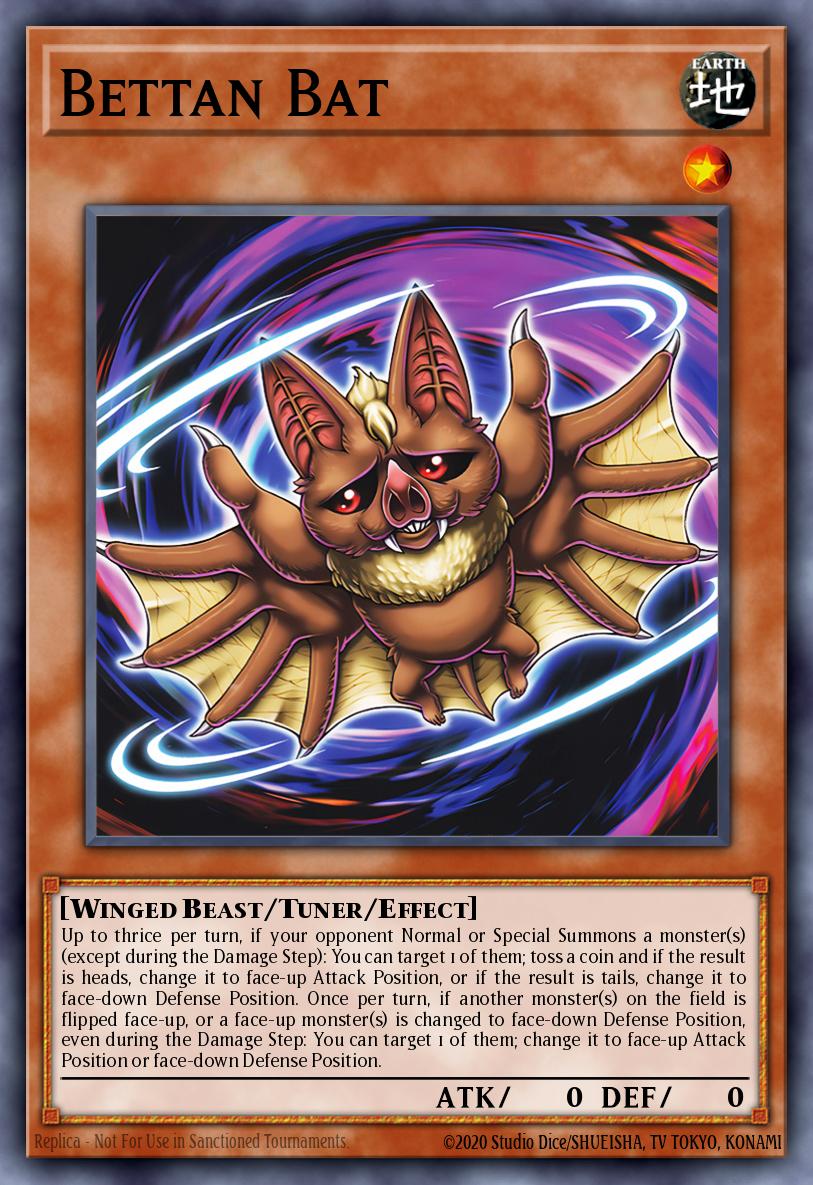 Bettan Bat
EARTH
地
[Winged Beast/Tuner/Effect]
Up to thrice per turn, if your opponent Normal or Special Summons a monster(s)
(except during the Damage Step): You can target 1 of them; toss a coin and if the result
is heads, change it to face-up Attack Position, or if the result is tails, change it to
face-down Defense Position. Once per turn, if another monster(s) on the field is
flipped face-up, or a face-up monster(s) is changed to face-down Defense Position,
even during the Damage Step: You can target 1 of them; change it to face-up Attack
Position or face-down Defense Position.
ATK/ 0 DEF/ 0
Replica - Not For Use in Sanctioned Tournaments.
©2020 Studio Dice/SHUEISHA, TV TOKYO, KONAMI